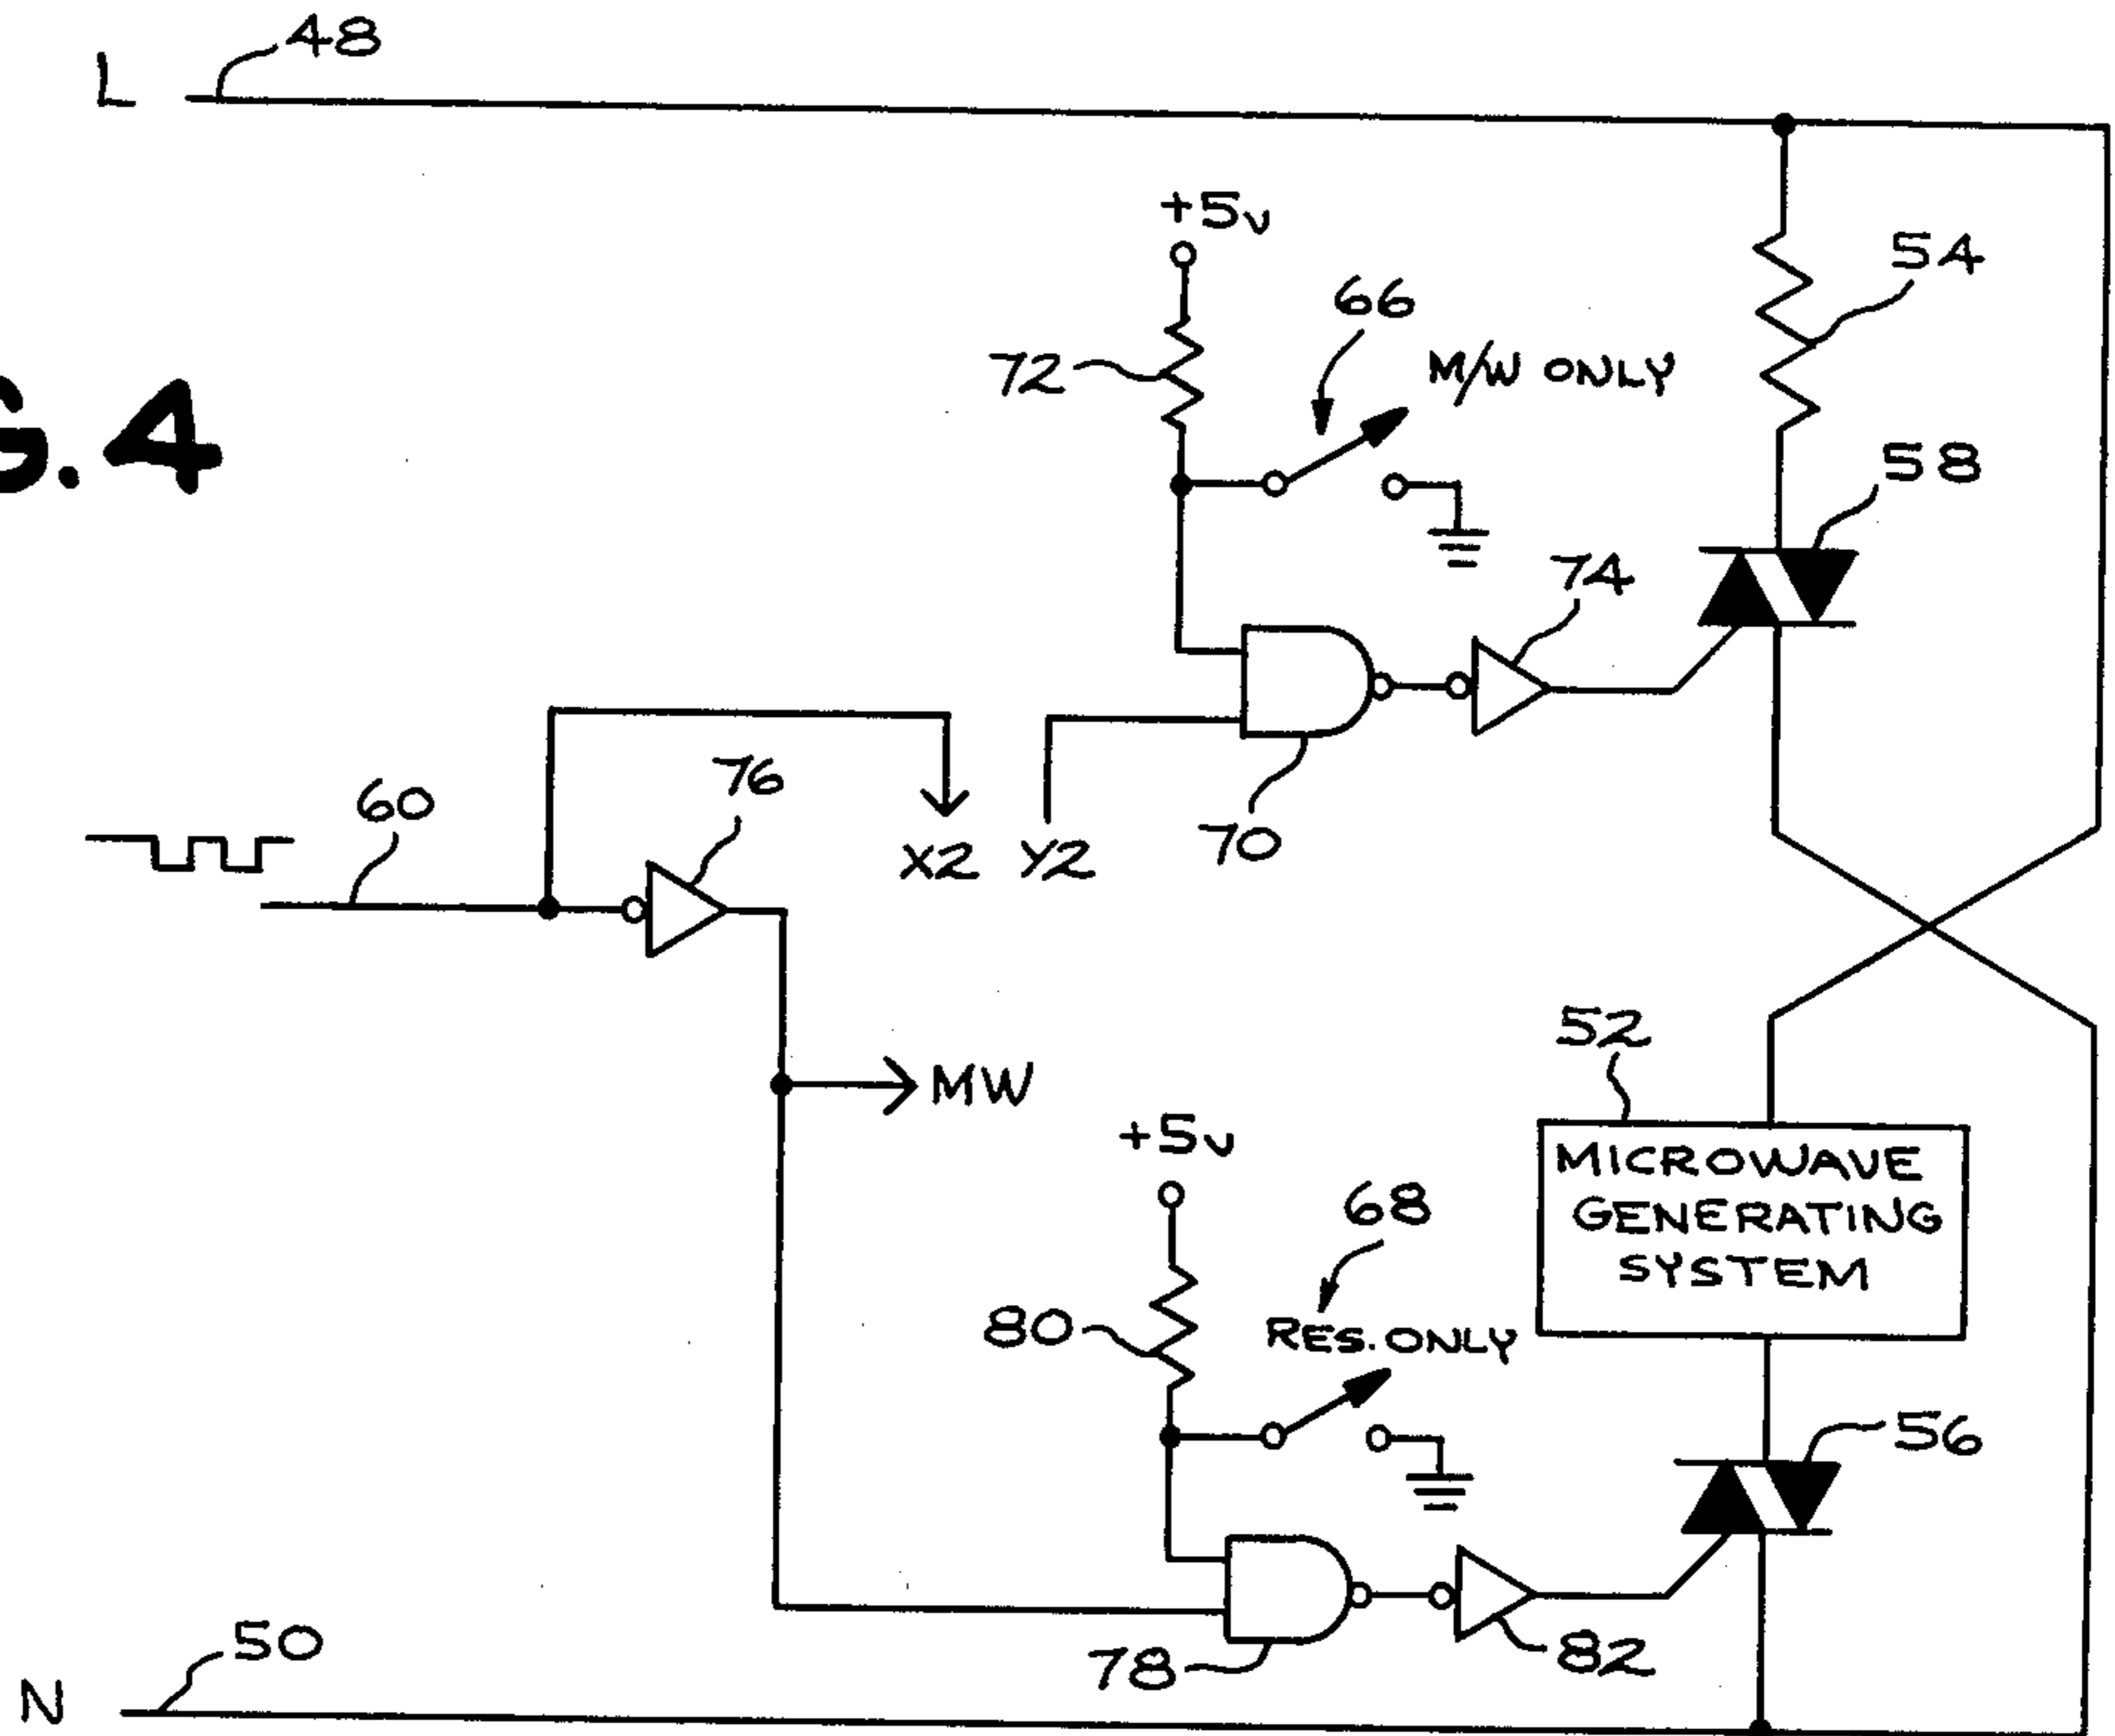 L
48
+5v
54
66
72
M/W ONLY
58
G.4
74
76
60
X2
Y2
70
52
MW
MICROWAVE
GENERATING
SYSTEM
+5v
68
80
RES. ONLY
56
50
78
82
N